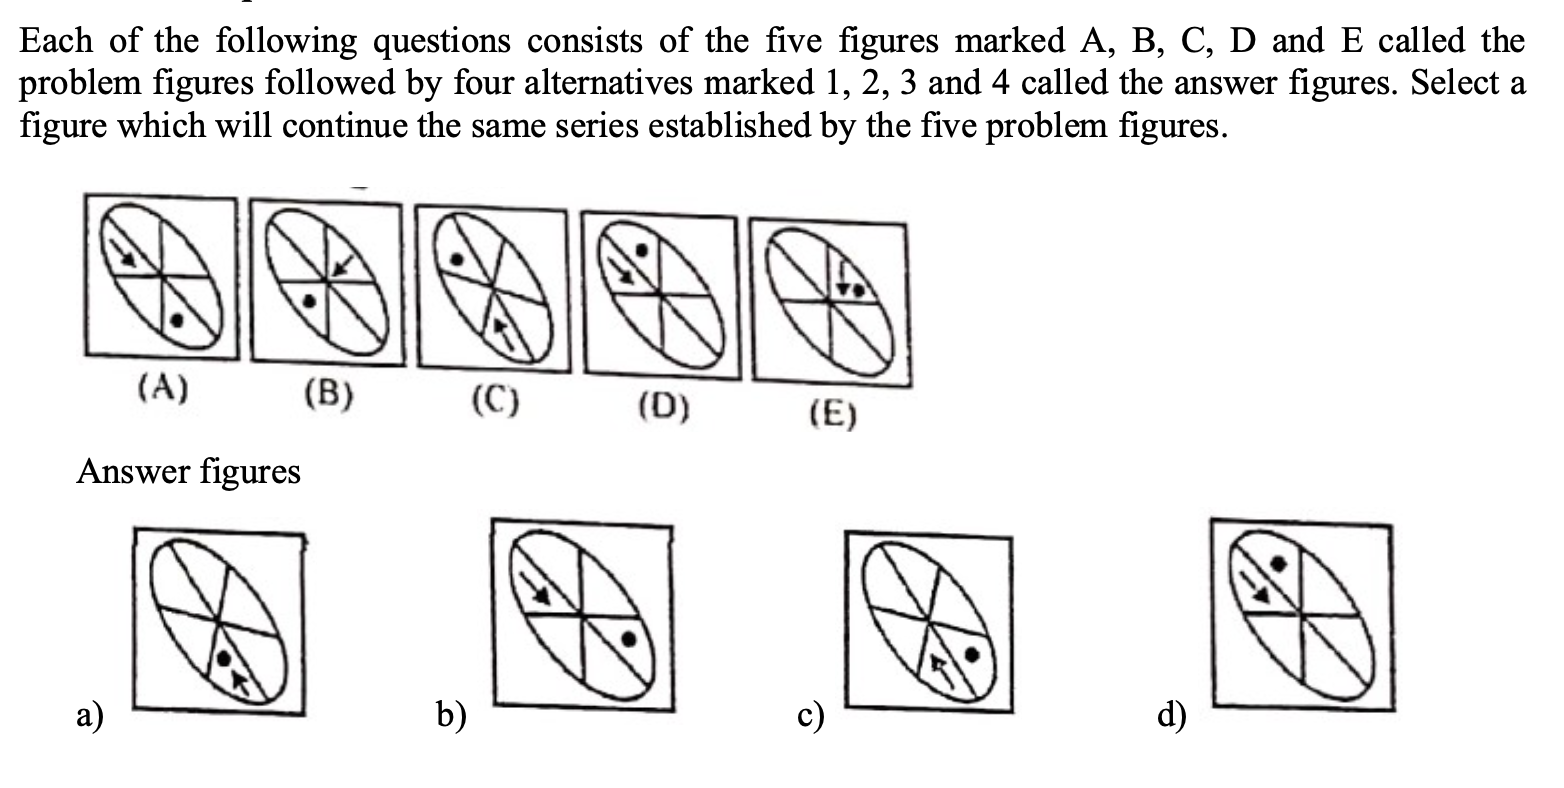 Each of the following questions consists of the five figures marked A, B, C, D and E called the
problem figures followed by four alternatives marked 1, 2, 3 and 4 called the answer figures. Select a
figure which will continue the same series established by the five problem figures.
(A) (B) (C) (D) (E)
Answer figures
a) b) c) d)